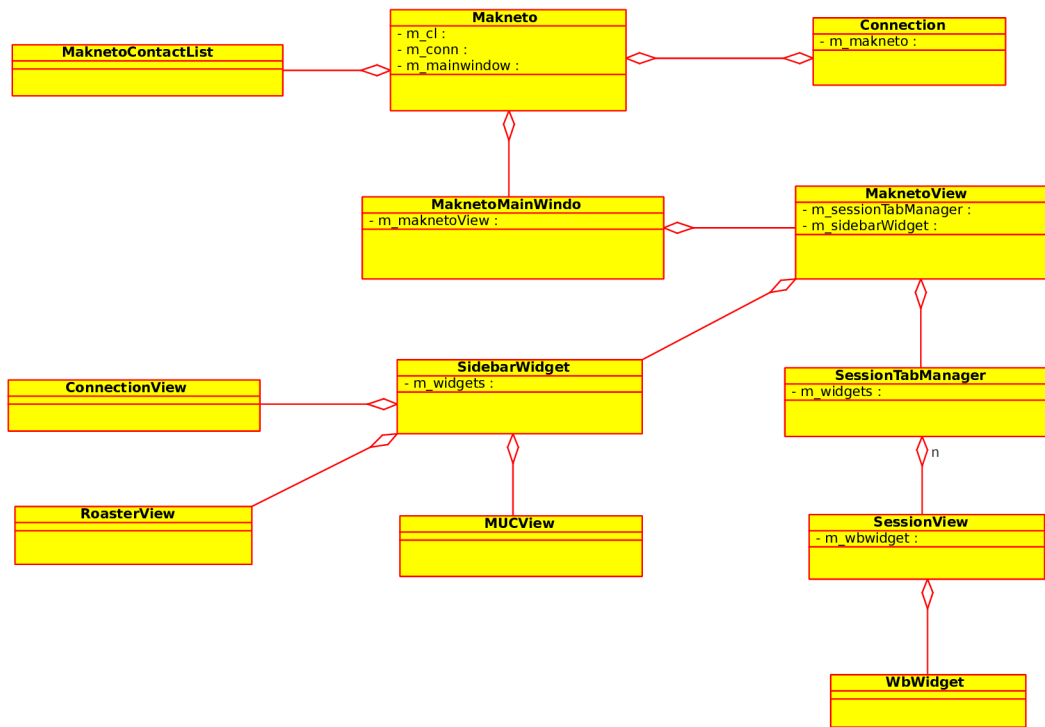 Makneto
- m_cl :
- m_conn :
- m_mainwindow :
Connection
- m_makneto :
MaknetoContactList
MaknetoMainWindo
- m_maknetoView :
MaknetoView
- m_sessionTabManager :
- m_sidebarWidget :
SidebarWidget
- m_widgets :
ConnectionView
SessionTabManager
- m_widgets :
n
RoasterView
MUCView
SessionView
- m_wbwidget :
WbWidget